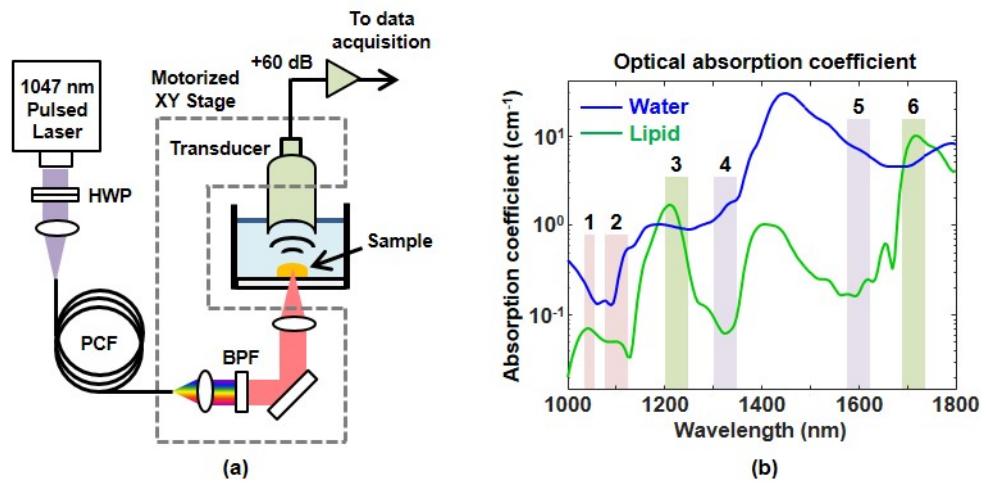 To data
acquisition
+60 dB
1047 nm
Pulsed
Laser
Motorized
XY Stage
Transducer
HWP
Sample
PCF
BPF
(a)
Optical absorption coefficient
Water
Lipid
1
2
3
4
5
6
Absorption coefficient (cm⁻¹)
10¹
10⁰
10⁻¹
1000 1200 1400 1600 1800
Wavelength (nm)
(b)